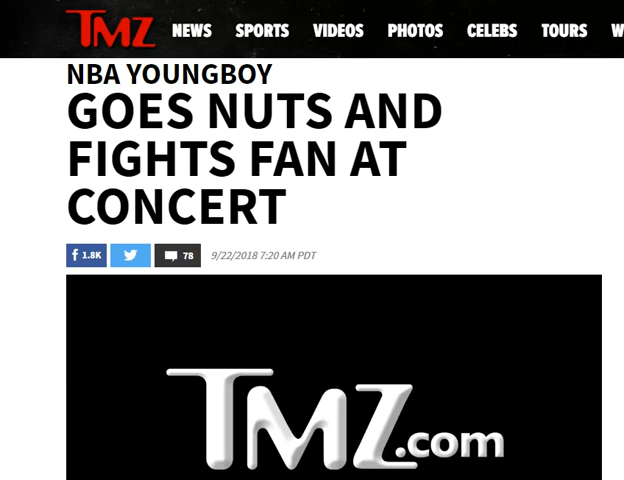 TMZ NEWS SPORTS VIDEOS PHOTOS CELEBS TOURS W
NBA YOUNGBOY
GOES NUTS AND
FIGHTS FAN AT
CONCERT
f 1.8K 78 9/22/2018 7:20 AM PDT
TMZ.com